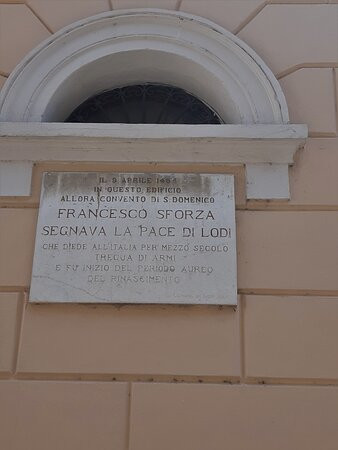 IL 9 APRILE 1454
IN QUESTO EDIFICIO
ALLORA CONVENTO DI S. DOMENICO
FRANCESCO SFORZA
SEGNAVA LA PACE DI LODI
CHE DIEDE ALL'ITALIA PER MEZZO SECOLO
TREGUA DI ARMI
E FU INIZIO DEL PERIODO AUREO
DEL RINASCIMENTO